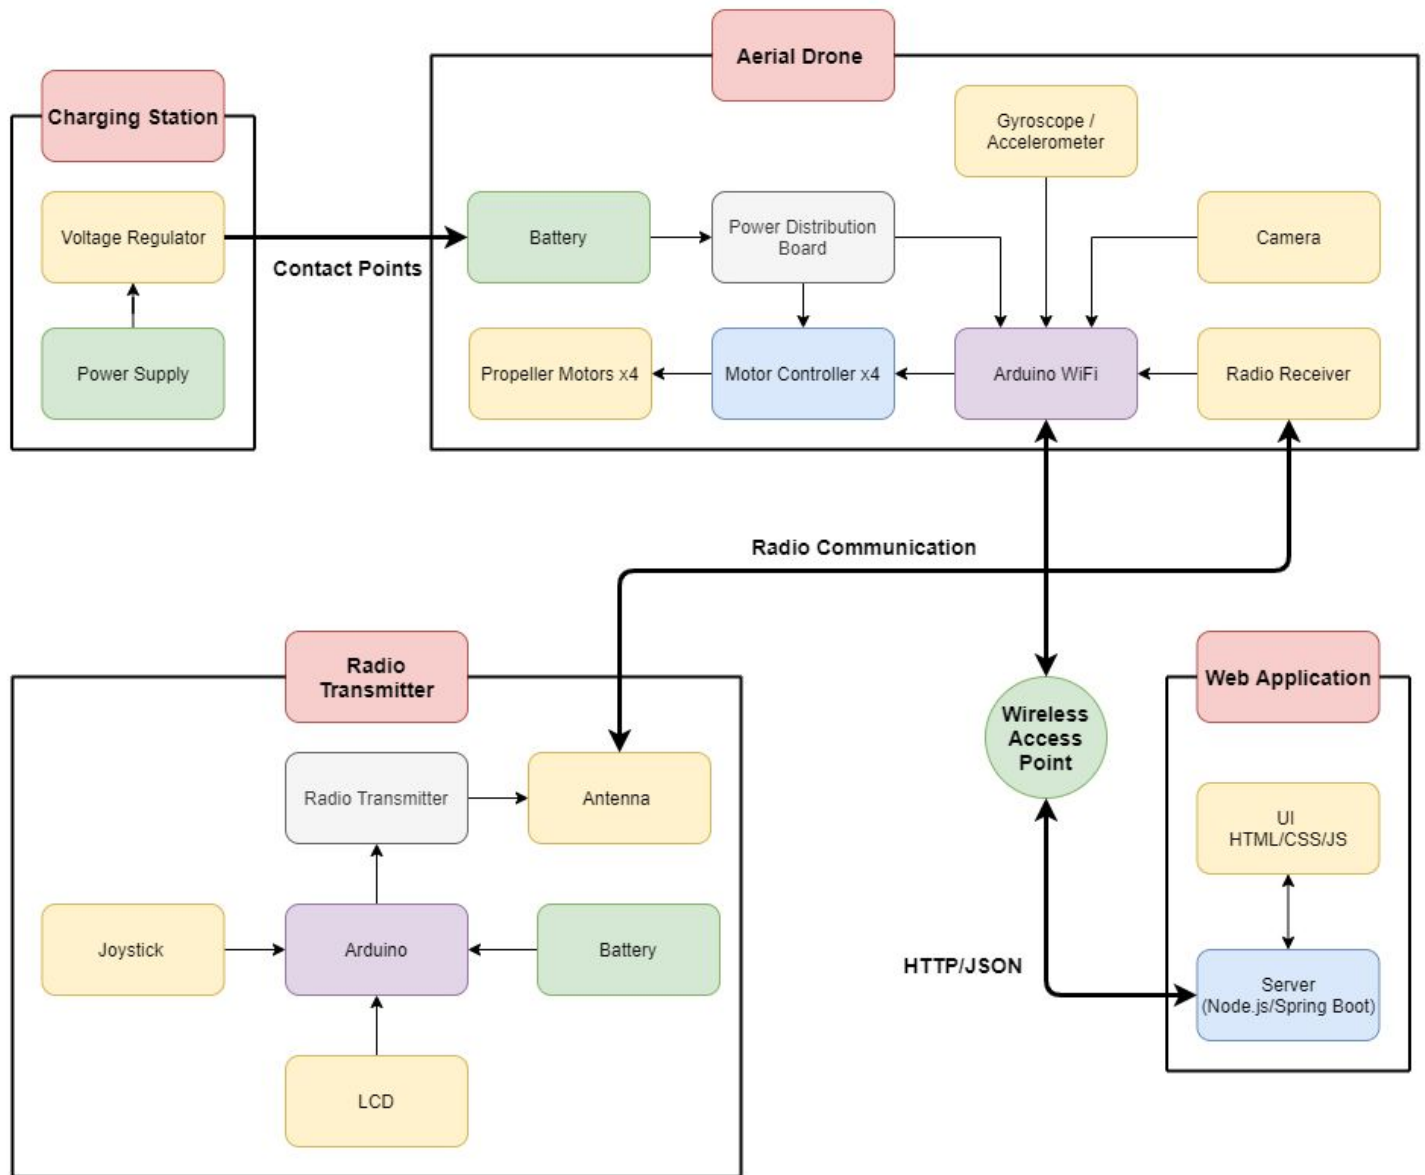 Aerial Drone
Charging Station
Gyroscope /
Accelerometer
Voltage Regulator
Contact Points
Battery
Power Distribution
Board
Camera
Power Supply
Propeller Motors x4
Motor Controller x4
Arduino WiFi
Radio Receiver
Radio Communication
Radio
Transmitter
Wireless
Access
Point
Web Application
Radio Transmitter
Antenna
UI
HTML/CSS/JS
Joystick
Arduino
Battery
HTTP/JSON
Server
(Node.js/Spring Boot)
LCD